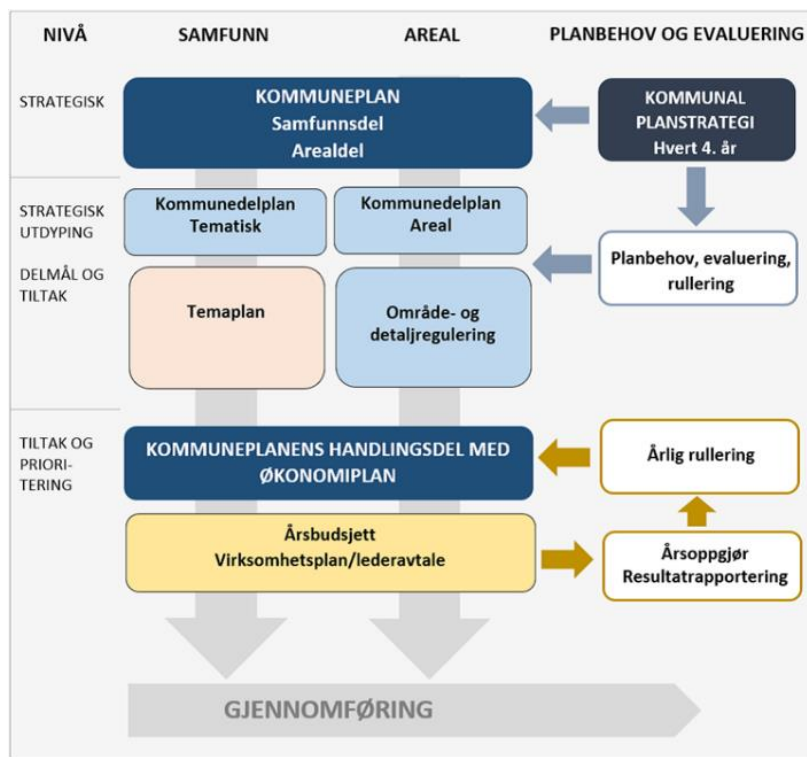 NIVÅ
SAMFUNN
AREAL
PLANBEHOV OG EVALUERING
STRATEGISK
KOMMUNEPLAN
Samfunnsdel
Arealdel
KOMMUNAL
PLANSTRATEGI
Hvert 4. år
STRATEGISK
UTDYPING
Kommunedelplan
Tematisk
Kommunedelplan
Areal
Planbehov, evaluering,
rullering
DELMÅL OG
TILTAK
Temaplan
Område- og
detaljregulering
TILTAK OG
PRIORI-
TERING
KOMMUNEPLANENS HANDLINGSDEL MED
ØKONOMIPLAN
Årlig rullering
Årsbudsjett
Virksomhetsplan/lederavtale
Årsoppgjør
Resultatrapportering
GJENNOMFØRING